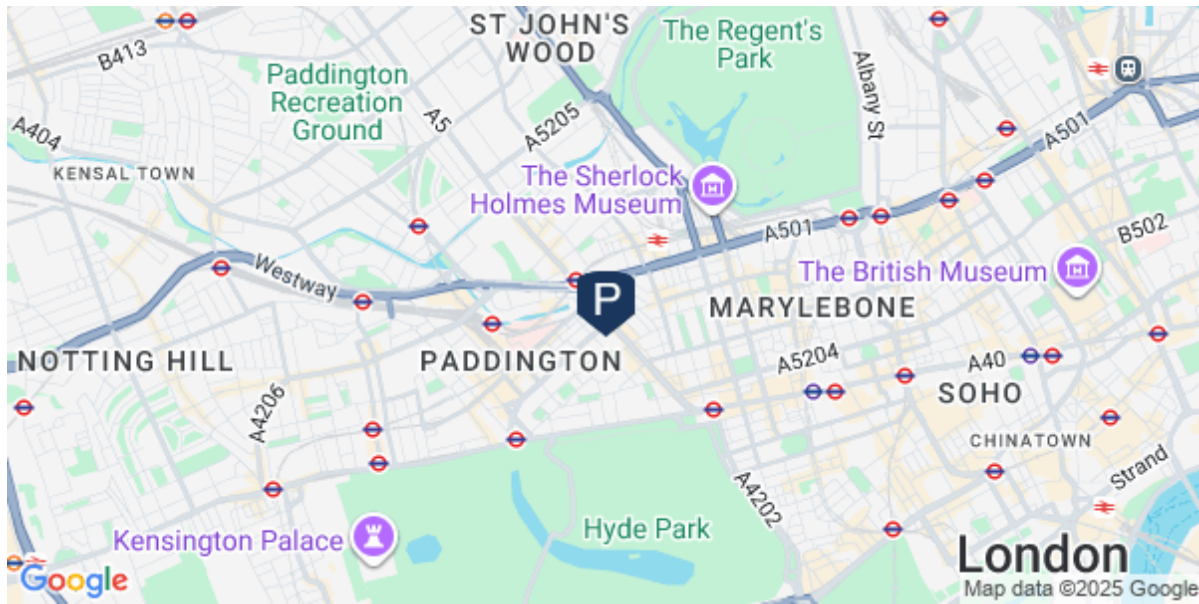 ST JOHN'S
WOOD
The Regent's
Park
B413
Paddington
Recreation
Ground
A5
A5205
Albany St
A404
A501
KENSAL TOWN
The Sherlock
Holmes Museum
A501
B502
Westway
The British Museum
P
MARYLEBONE
NOTTING HILL
PADDINGTON
A5204
A40
A4206
SOHO
CHINATOWN
Strand
A4202
Hyde Park
Kensington Palace
London
Google
Map data ©2025 Google